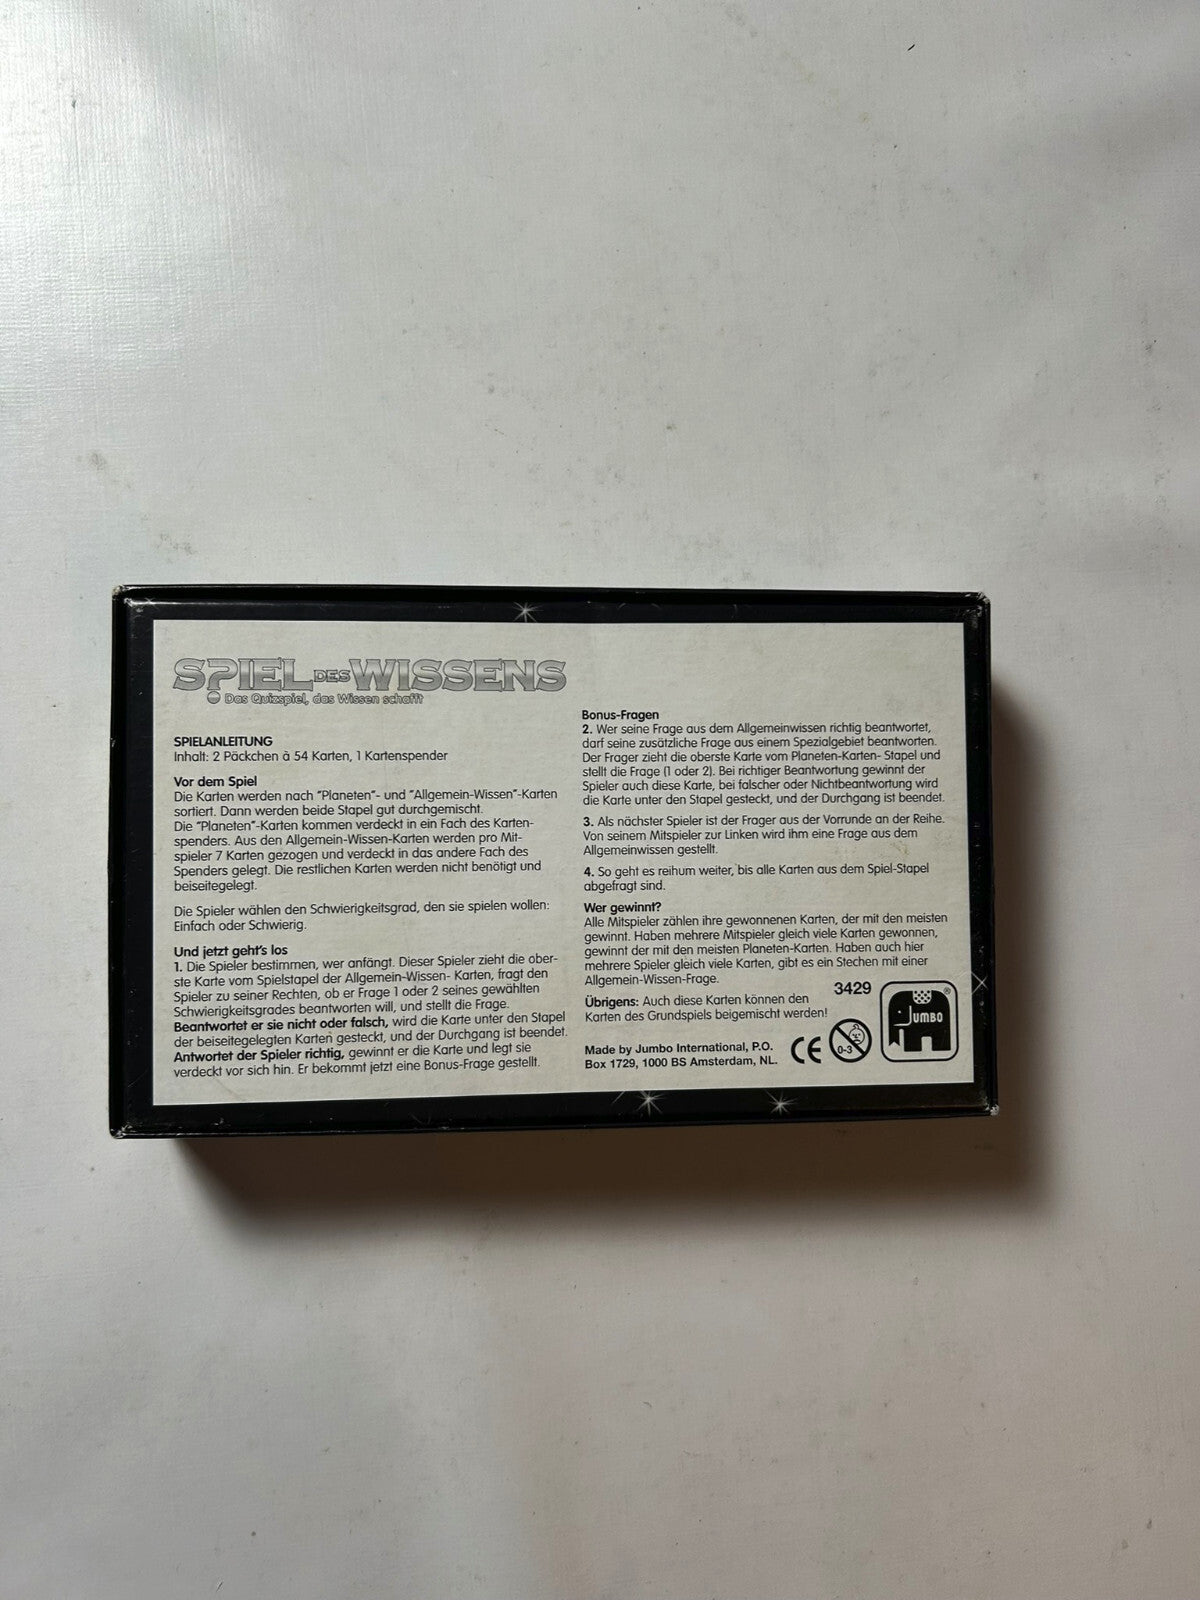 SPIEL DES WISSENS
Das Quizspiel, das Wissen schafft
SPIELANLEITUNG
Inhalt: 2 Päckchen à 54 Karten, 1 Kartenspender
Vor dem Spiel
Die Karten werden nach "Planeten"- und "Allgemein-Wissen"-Karten
sortiert. Dann werden beide Stapel gut durchgemischt.
Die "Planeten"-Karten kommen verdeckt in ein Fach des Karten-
spenders. Aus den Allgemein-Wissen-Karten werden pro Mit-
spieler 7 Karten gezogen und verdeckt in das andere Fach des
Spenders gelegt. Die restlichen Karten werden nicht benötigt und
beiseitegelegt.
Die Spieler wählen den Schwierigkeitsgrad, den sie spielen wollen:
Einfach oder Schwierig.
Und jetzt geht's los
1. Die Spieler bestimmen, wer anfängt. Dieser Spieler zieht die ober-
ste Karte vom Spielstapel der Allgemein-Wissen- Karten, fragt den
Spieler zu seiner Rechten, ob er Frage 1 oder 2 seines gewählten
Schwierigkeitsgrades beantworten will, und stellt die Frage.
Beantwortet er sie nicht oder falsch, wird die Karte unter den Stapel
der beiseitegelegten Karten gesteckt, und der Durchgang ist beendet.
Antwortet der Spieler richtig, gewinnt er die Karte und legt sie
verdeckt vor sich hin. Er bekommt jetzt eine Bonus-Frage gestellt.
Bonus-Fragen
2. Wer seine Frage aus dem Allgemeinwissen richtig beantwortet,
darf seine zusätzliche Frage aus einem Spezialgebiet beantworten.
Der Frager zieht die oberste Karte vom Planeten-Karten- Stapel und
stellt die Frage (1 oder 2). Bei richtiger Beantwortung gewinnt der
Spieler auch diese Karte, bei falscher oder Nichtbeantwortung wird
die Karte unter den Stapel gesteckt, und der Durchgang ist beendet.
3. Als nächster Spieler ist der Frager aus der Vorrunde an der Reihe.
Von seinem Mitspieler zur Linken wird ihm eine Frage aus dem
Allgemeinwissen gestellt.
4. So geht es reihum weiter, bis alle Karten aus dem Spiel-Stapel
abgefragt sind.
Wer gewinnt?
Alle Mitspieler zählen ihre gewonnenen Karten, der mit den meisten
gewinnt. Haben mehrere Mitspieler gleich viele Karten gewonnen,
gewinnt der mit den meisten Planeten-Karten. Haben auch hier
mehrere Spieler gleich viele Karten, gibt es ein Stechen mit einer
Allgemein-Wissen-Frage.
Übrigens: Auch diese Karten können den
Karten des Grundspiels beigemischt werden!
Made by Jumbo International, P.O.
Box 1729, 1000 BS Amsterdam, NL.
3429
CE
0-3
JUMBO
®